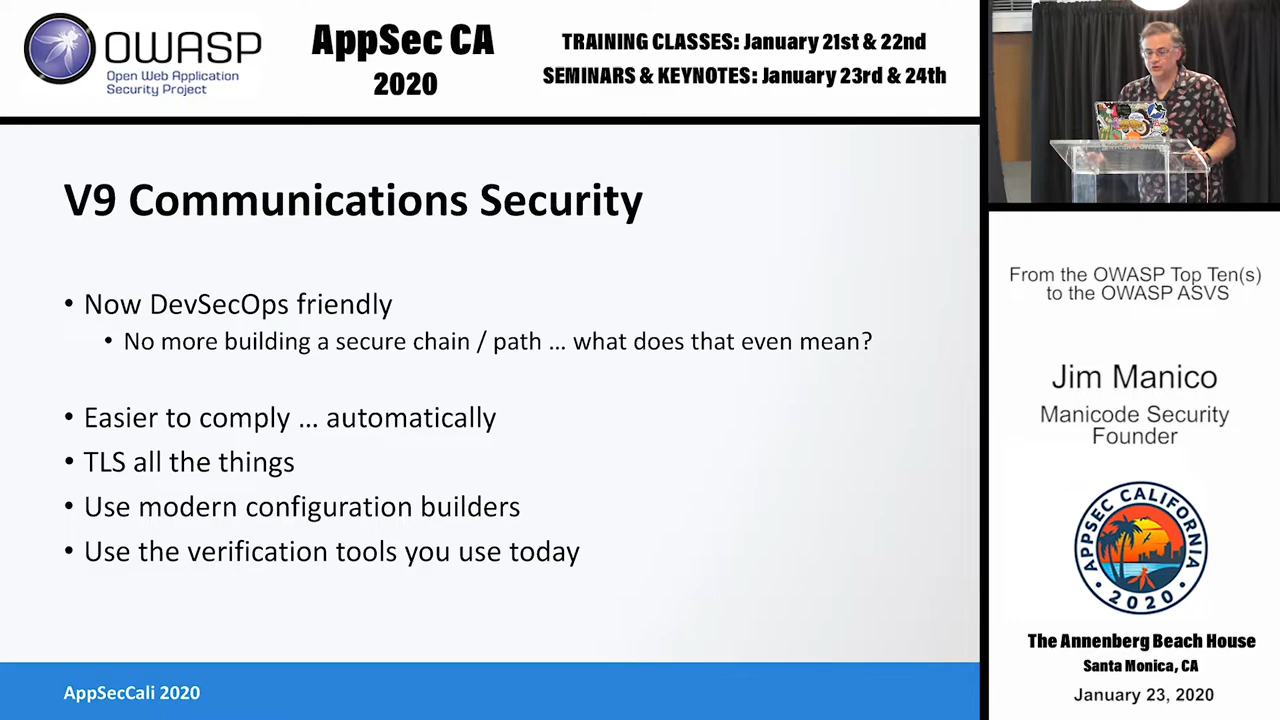 OWASP
Open Web Application
Security Project
AppSec CA
2020
TRAINING CLASSES: January 21st & 22nd
SEMINARS & KEYNOTES: January 23rd & 24th
V9 Communications Security
• Now DevSecOps friendly
• No more building a secure chain / path … what does that even mean?
• Easier to comply … automatically
• TLS all the things
• Use modern configuration builders
• Use the verification tools you use today
AppSecCali 2020
From the OWASP Top Ten(s)
to the OWASP ASVS
Jim Manico
Manicode Security
Founder
APPSEC CALIFORNIA
• 2020 •
The Annenberg Beach House
Santa Monica, CA
January 23, 2020